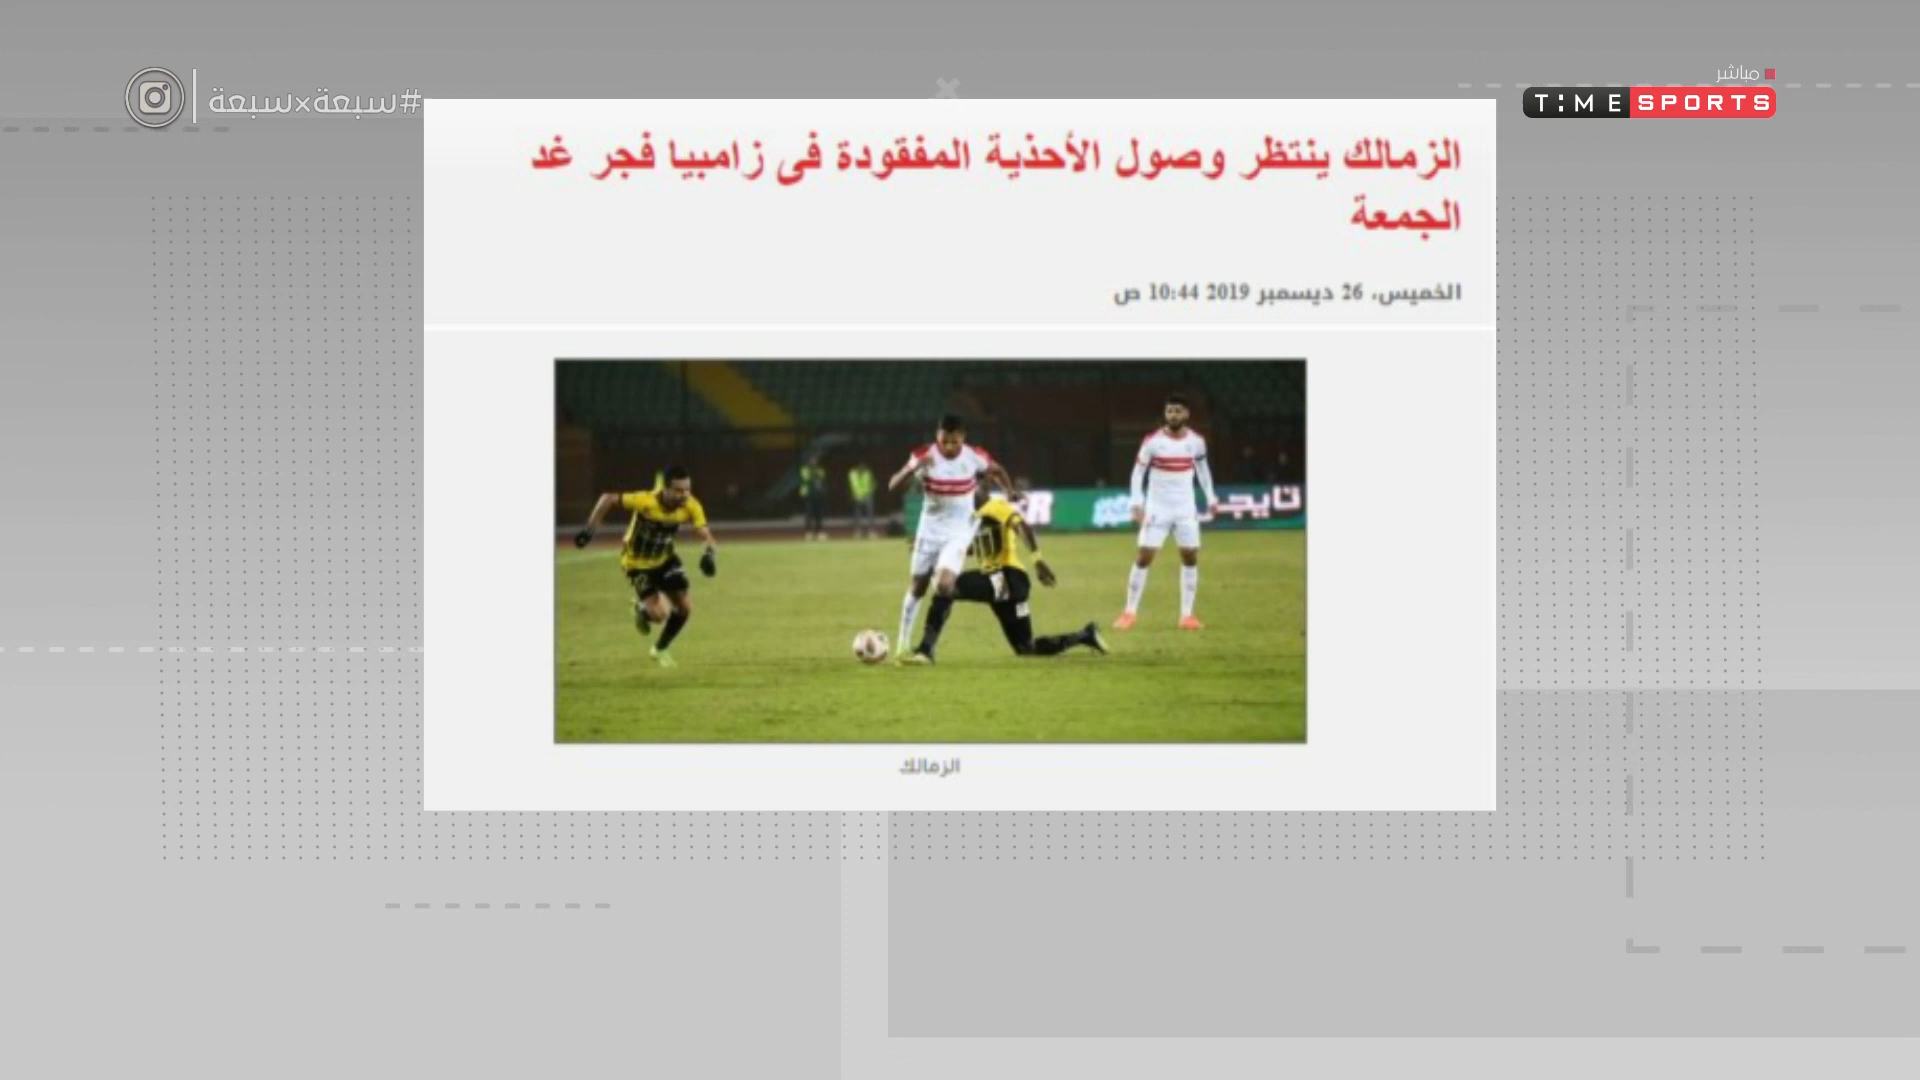 #سبعة×سبعة
مباشر
TIME SPORTS
الزمالك ينتظر وصول الأحذية المفقودة فى زامبيا فجر غد
الجمعة
الخميس، 26 ديسمبر 2019 10:44 ص
تايجر
الزمالك